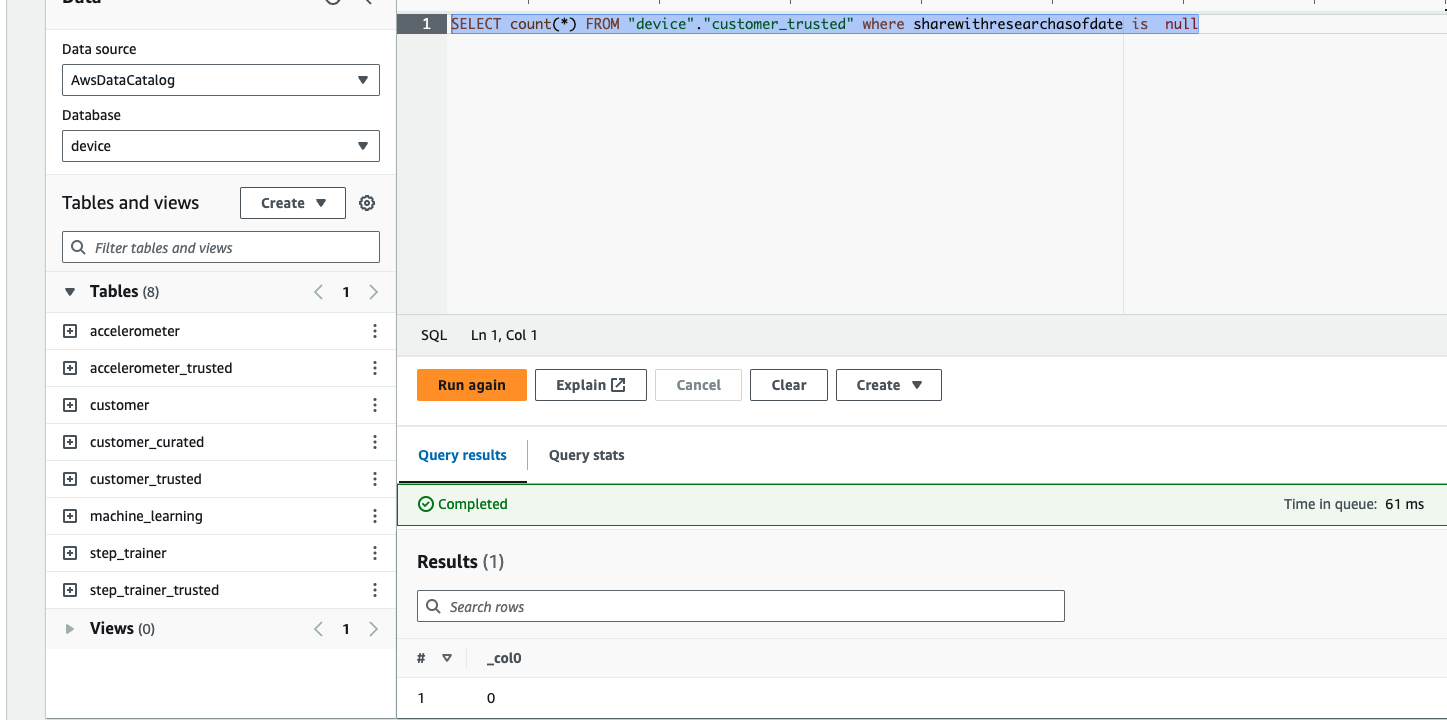 Data
Data source
AwsDataCatalog
Database
device
Tables and views
Create
Filter tables and views
Tables (8)
1
accelerometer
accelerometer_trusted
customer
customer_curated
customer_trusted
machine_learning
step_trainer
step_trainer_trusted
Views (0)
1
1
SELECT count(*) FROM "device"."customer_trusted" where sharewithresearchasofdate is  null
SQL
Ln 1, Col 1
Run again
Explain
Cancel
Clear
Create
Query results
Query stats
Completed
Time in queue: 61 ms
Results (1)
Search rows
#
_col0
1
0